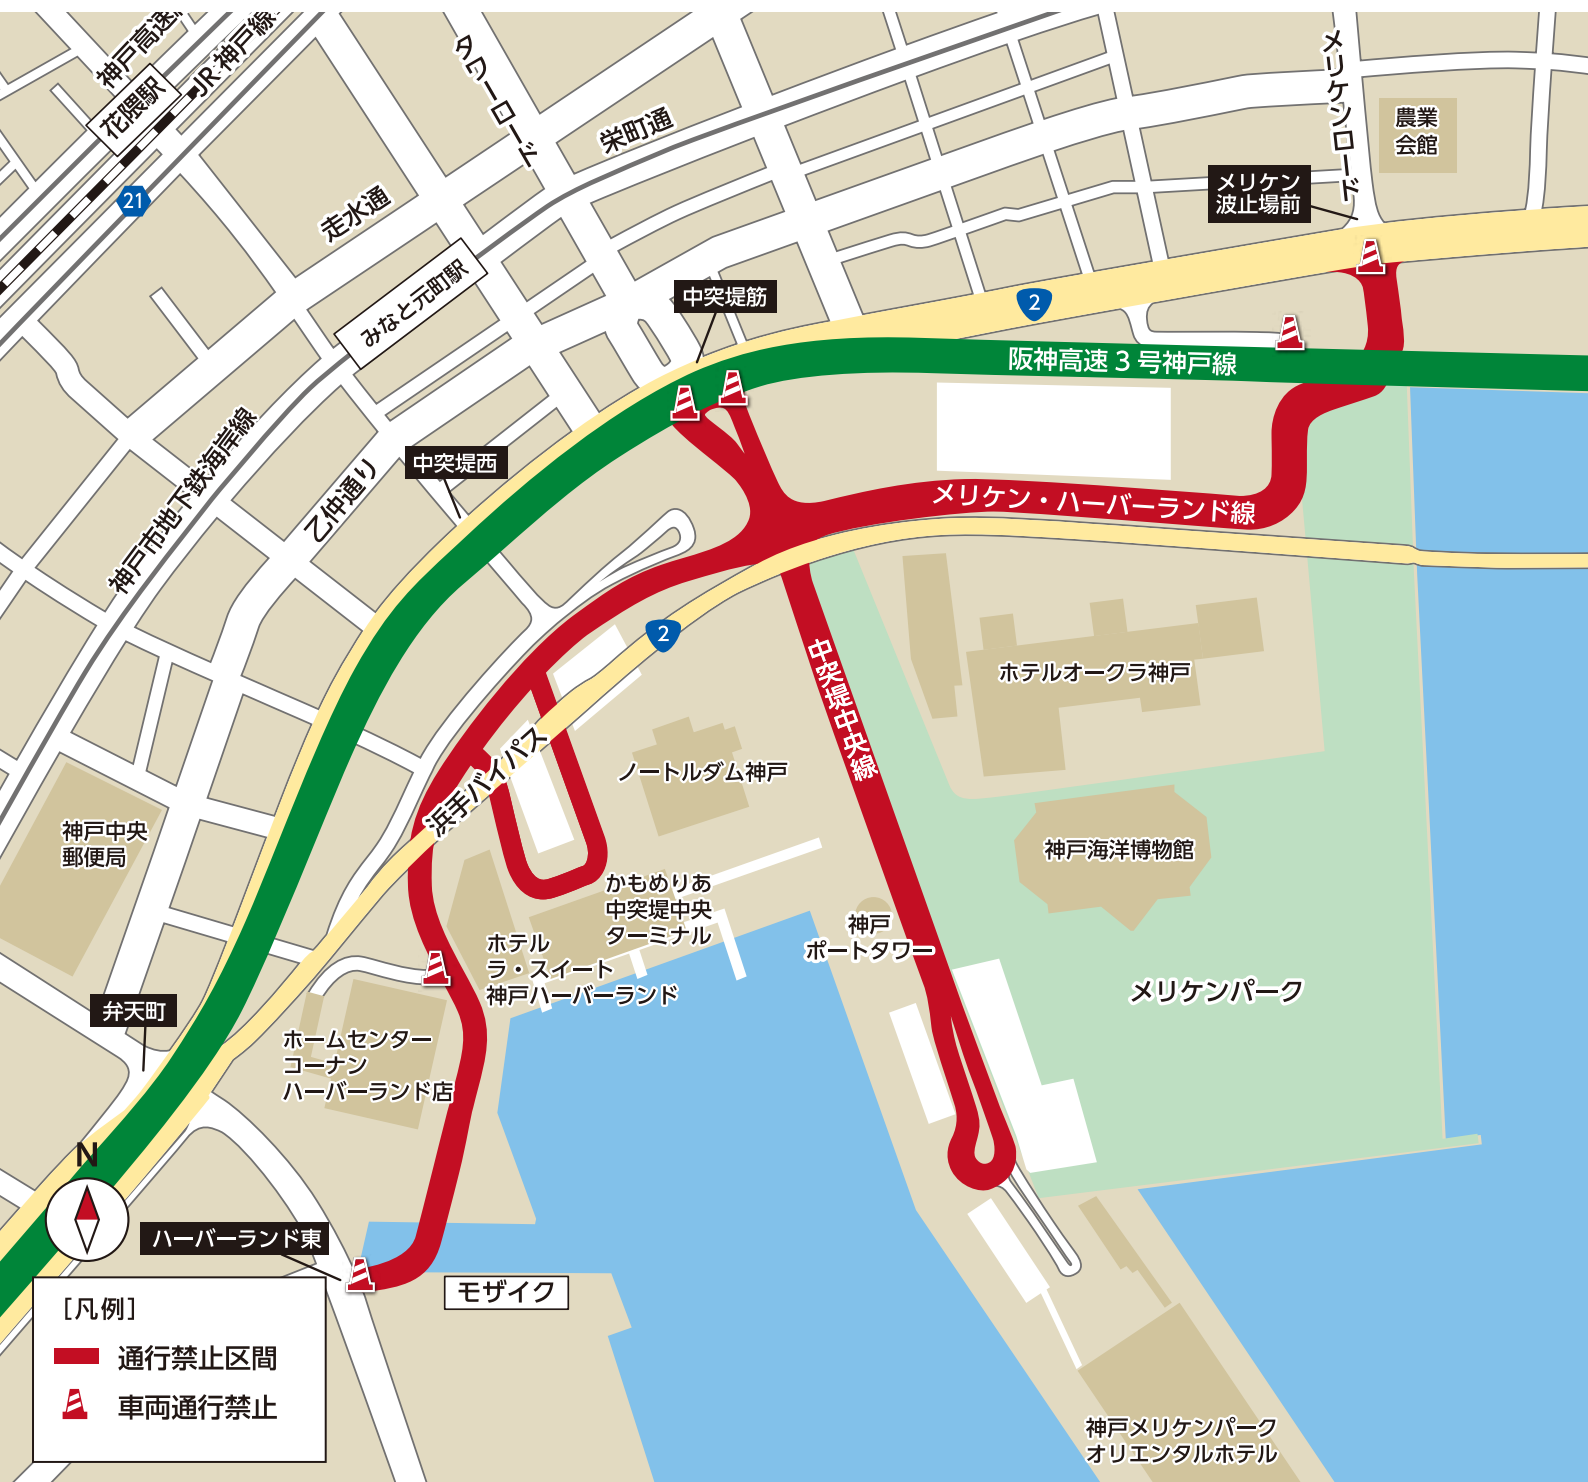 神戸高速
JR 神戸線
花隈駅
21
タワーロード
栄町通
走水通
みなと元町駅
メリケンロード
農業
会館
メリケン
波止場前
中突堤筋
2
阪神高速 3 号神戸線
神戸市地下鉄海岸線
乙仲通り
中突堤西
メリケン・ハーバーランド線
2
中突堤中央線
ホテルオークラ神戸
浜手バイパス
ノートルダム神戸
神戸中央
郵便局
神戸海洋博物館
かもめりあ
中突堤中央
ターミナル
神戸
ポートタワー
ホテル
ラ・スイート
神戸ハーバーランド
メリケンパーク
弁天町
ホームセンター
コーナン
ハーバーランド店
N
ハーバーランド東
モザイク
［凡例］
通行禁止区間
車両通行禁止
神戸メリケンパーク
オリエンタルホテル